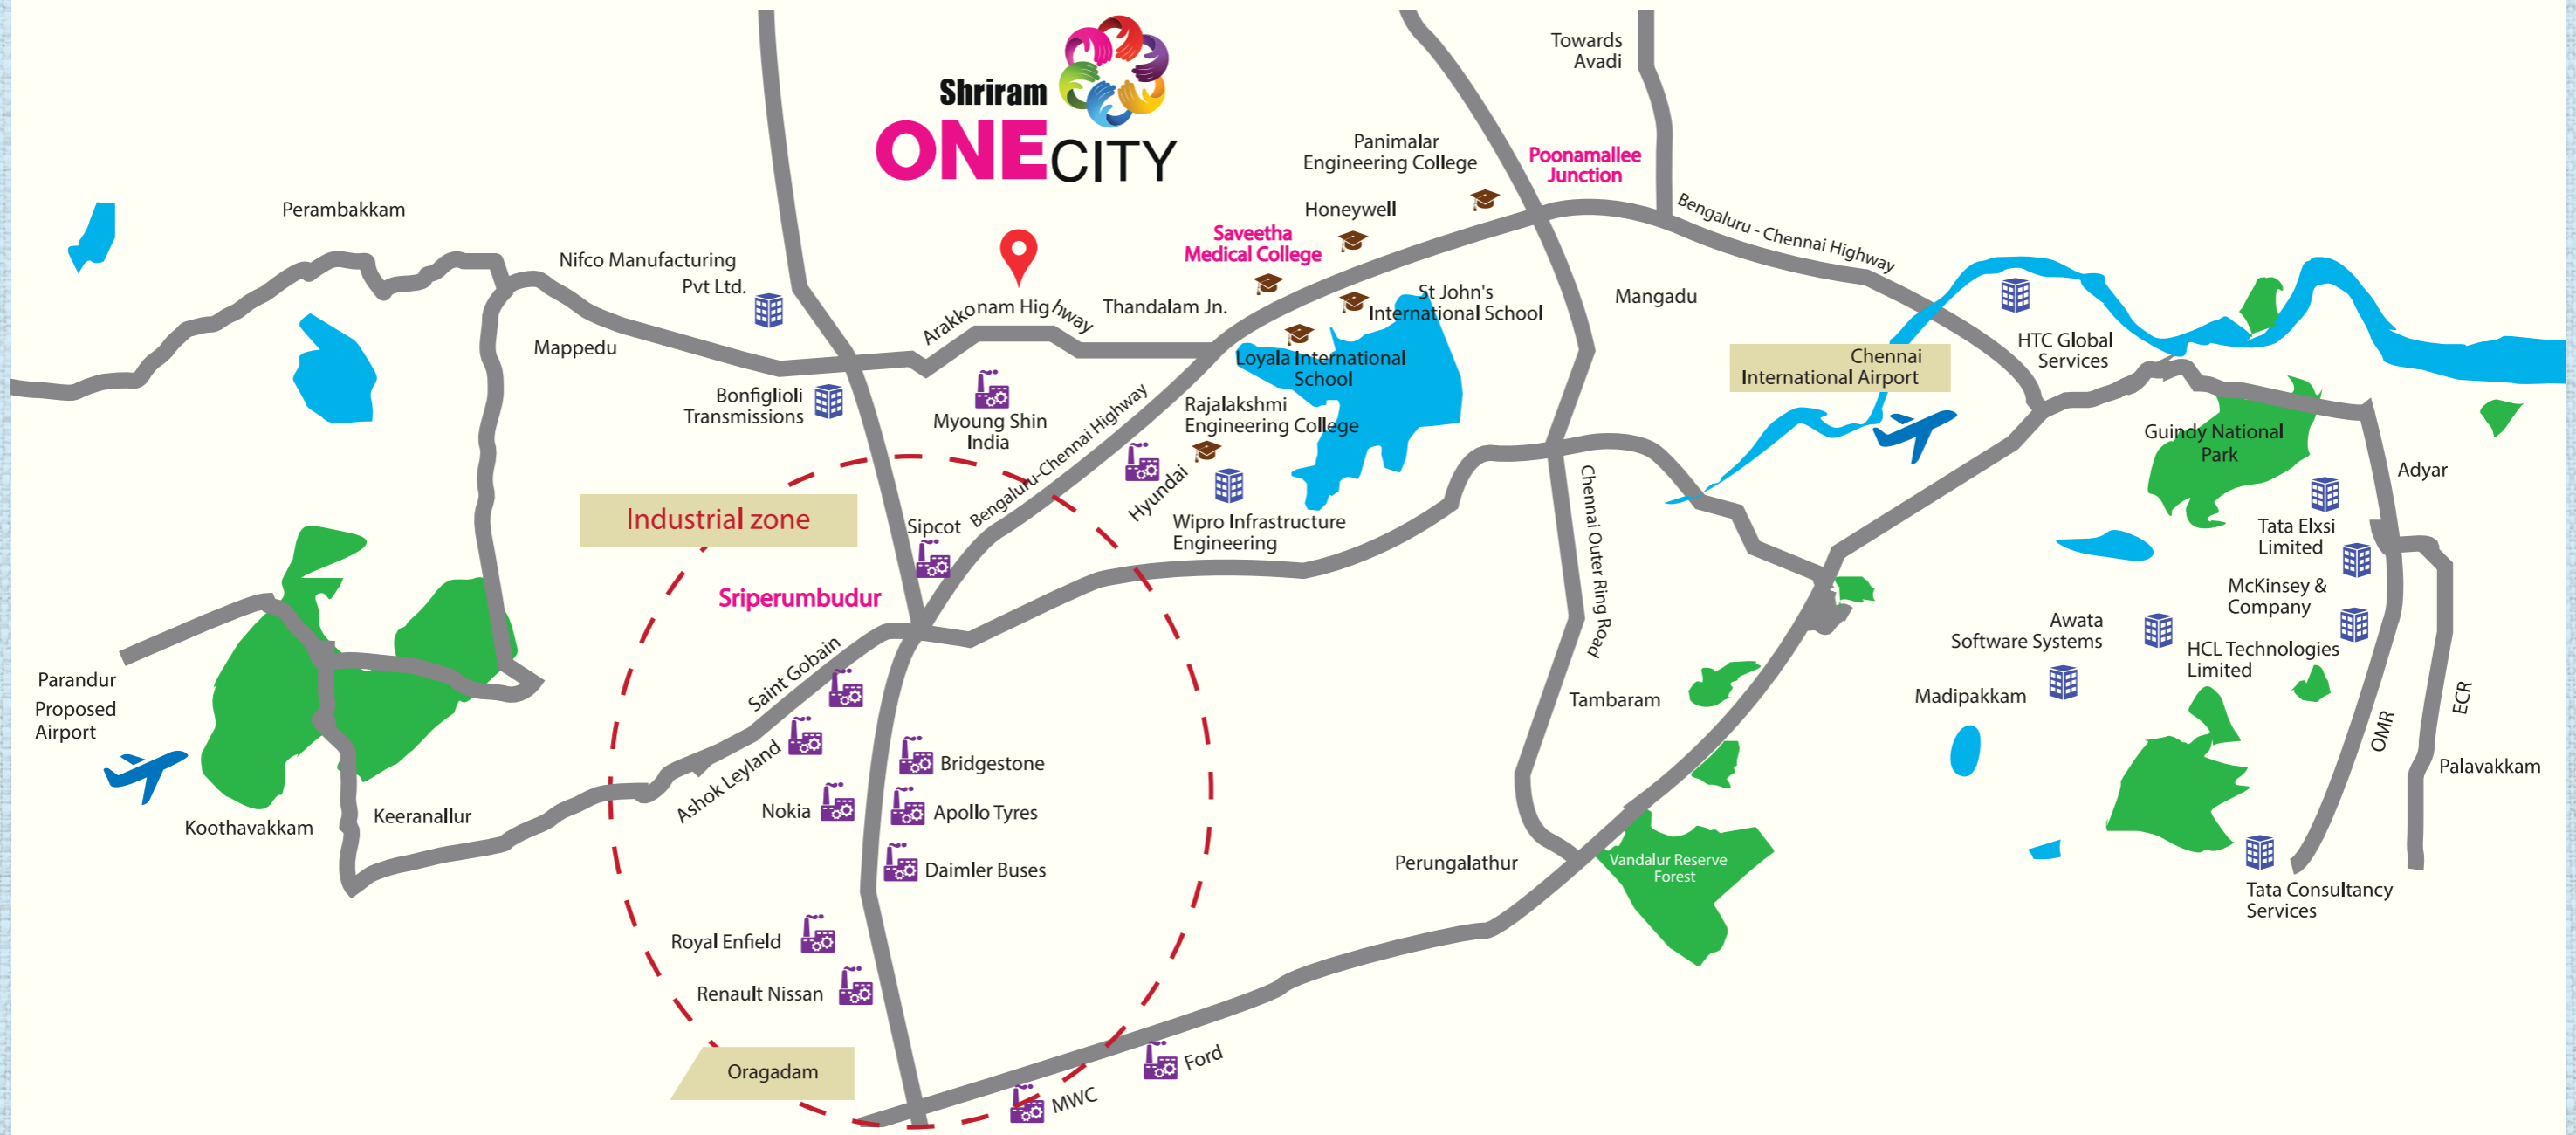 Shriram
ONECITY
Towards
Avadi
Panimalar
Engineering College
Poonamallee
Junction
Honeywell
Bengaluru - Chennai Highway
Saveetha
Medical College
Perambakkam
Nifco Manufacturing
Pvt Ltd.
Arakkonam Highway
Thandalam Jn.
St John's
International School
Mangadu
Mappedu
Loyala International
School
Chennai
International Airport
HTC Global
Services
Bonfiglioli
Transmissions
Myoung Shin
India
Bengaluru-Chennai Highway
Rajalakshmi
Engineering College
Guindy National
Park
Adyar
Hyundai
Industrial zone
Sipcot
Wipro Infrastructure
Engineering
Chennai Outer Ring Road
Tata Elxsi
Limited
McKinsey &
Company
Sriperumbudur
Awata
Software Systems
HCL Technologies
Limited
Saint Gobain
Parandur
Proposed
Airport
Tambaram
Madipakkam
OMR
ECR
Ashok Leyland
Bridgestone
Palavakkam
Nokia
Apollo Tyres
Koothavakkam
Keeranallur
Daimler Buses
Perungalathur
Vandalur Reserve
Forest
Tata Consultancy
Services
Royal Enfield
Renault Nissan
Oragadam
Ford
MWC